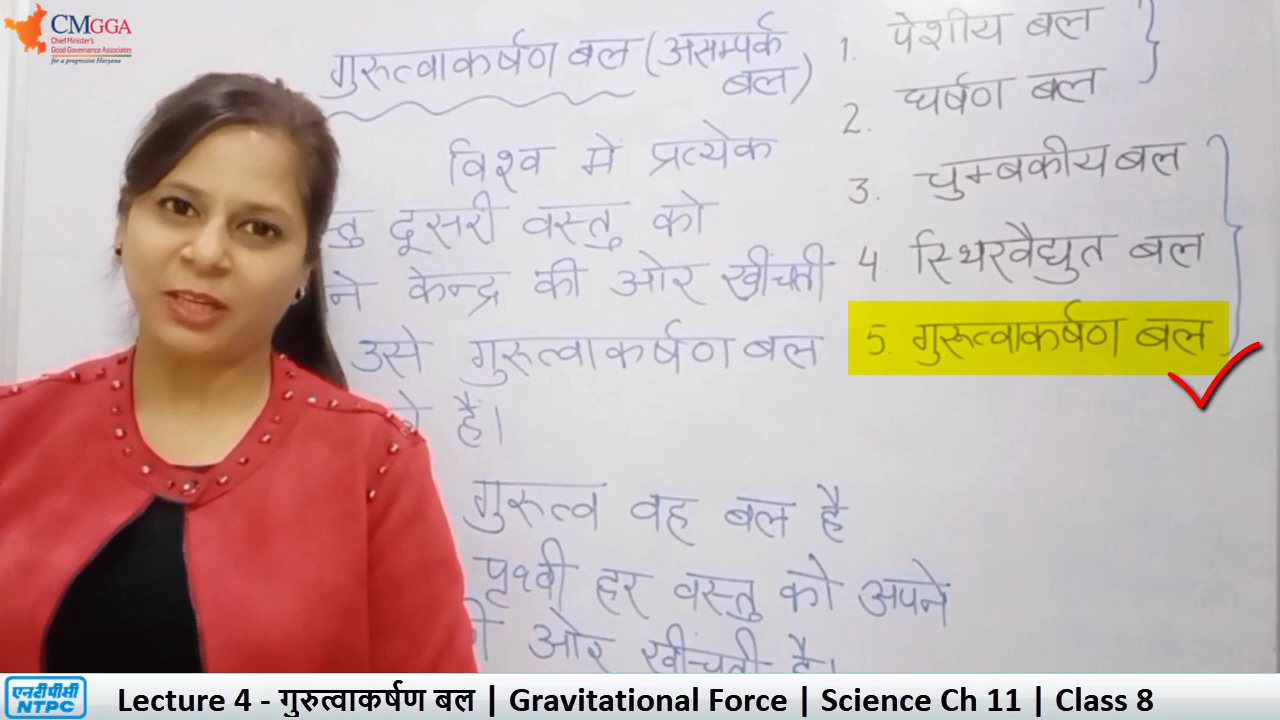 CMGGA
Chief Minister's
Good Governance Associates
for a progressive Haryana
गुरुत्वाकर्षण बल (असम्पर्क
बल)
विश्व मे प्रत्येक
दूसरी वस्तु को
ने केन्द्र की ओर खींचती
उसे गुरुत्वाकर्षण बल
है।
गुरुत्व वह बल है
पृथ्वी हर वस्तु को अपने
ओर खींचती है।
1. पेशीय बल
2. घर्षण बल
3. चुम्बकीय बल
4 स्थिरवैद्युत बल
5. गुरुत्वाकर्षण बल
एनटीपीसी
NTPC
Lecture 4 - गुरुत्वाकर्षण बल | Gravitational Force | Science Ch 11 | Class 8